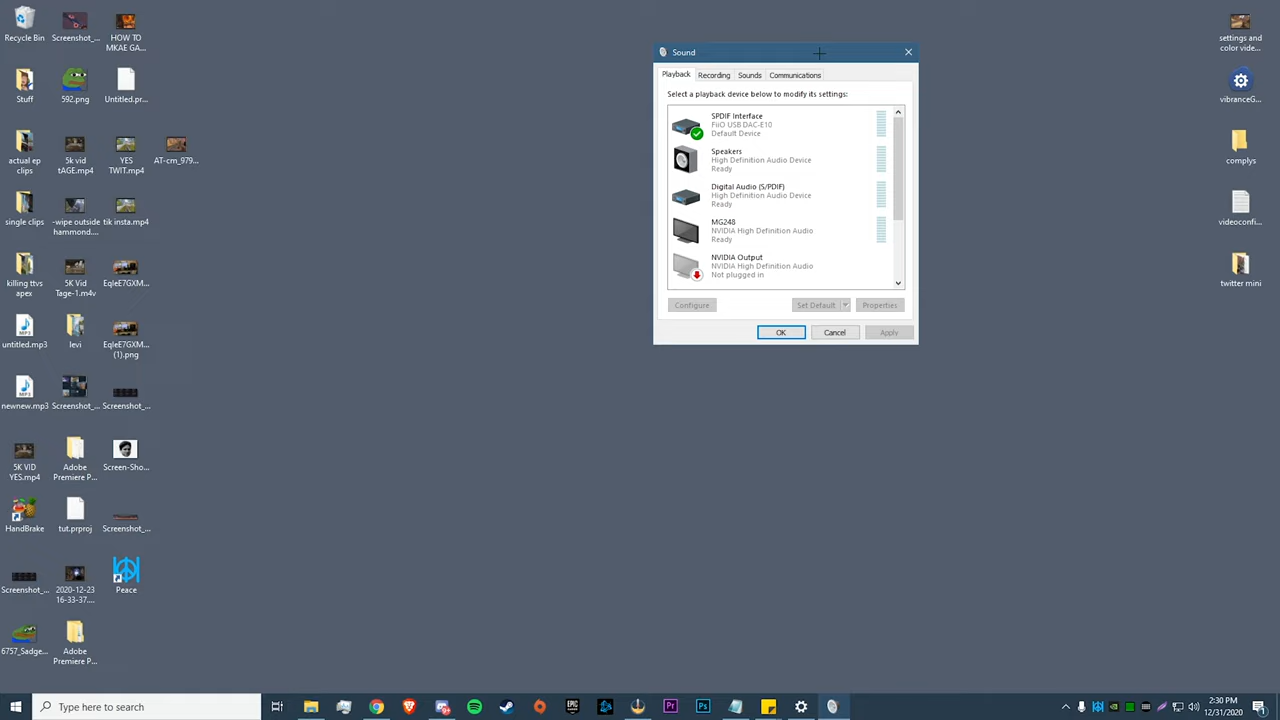 Sound
Playback
Recording
Sounds
Communications
Select a playback device below to modify its settings:
SPDIF Interface
FiiO USB DAC-E10
Default Device
Speakers
High Definition Audio Device
Ready
Digital Audio (S/PDIF)
High Definition Audio Device
Ready
MG248
NVIDIA High Definition Audio
Ready
NVIDIA Output
NVIDIA High Definition Audio
Not plugged in
Configure
Set Default
Properties
OK
Cancel
Apply
Recycle Bin
Screenshot_...
HOW TO
MKAE GA...
Stuff
592.png
Untitled.pr...
actual ep
clips
5k vid
tAGE.mp4
YES
TWIT.mp4
AT-cm_979...
single clips
-wipe outside
hammond....
tik insta.mp4
filing ttvs
apex
5K VID
Tage-1.m4v
EqleE7GXM...
untitled.mp3
levi
EqleE7GXM...
(1).png
newnew.mp3
Screenshot_...
Screenshot_...
5K VID
YES.mp4
Adobe
Premiere P...
Screen-Sho...
HandBrake
tut.prproj
Screenshot_...
Screenshot_...
2020-12-23
16-33-37....
Peace
6757_Sadge...
Adobe
Premiere P...
settings and
color vide...
vibranceG...
complys
videoconfi...
twitter mini
Type here to search
2:30 PM
12/31/2020